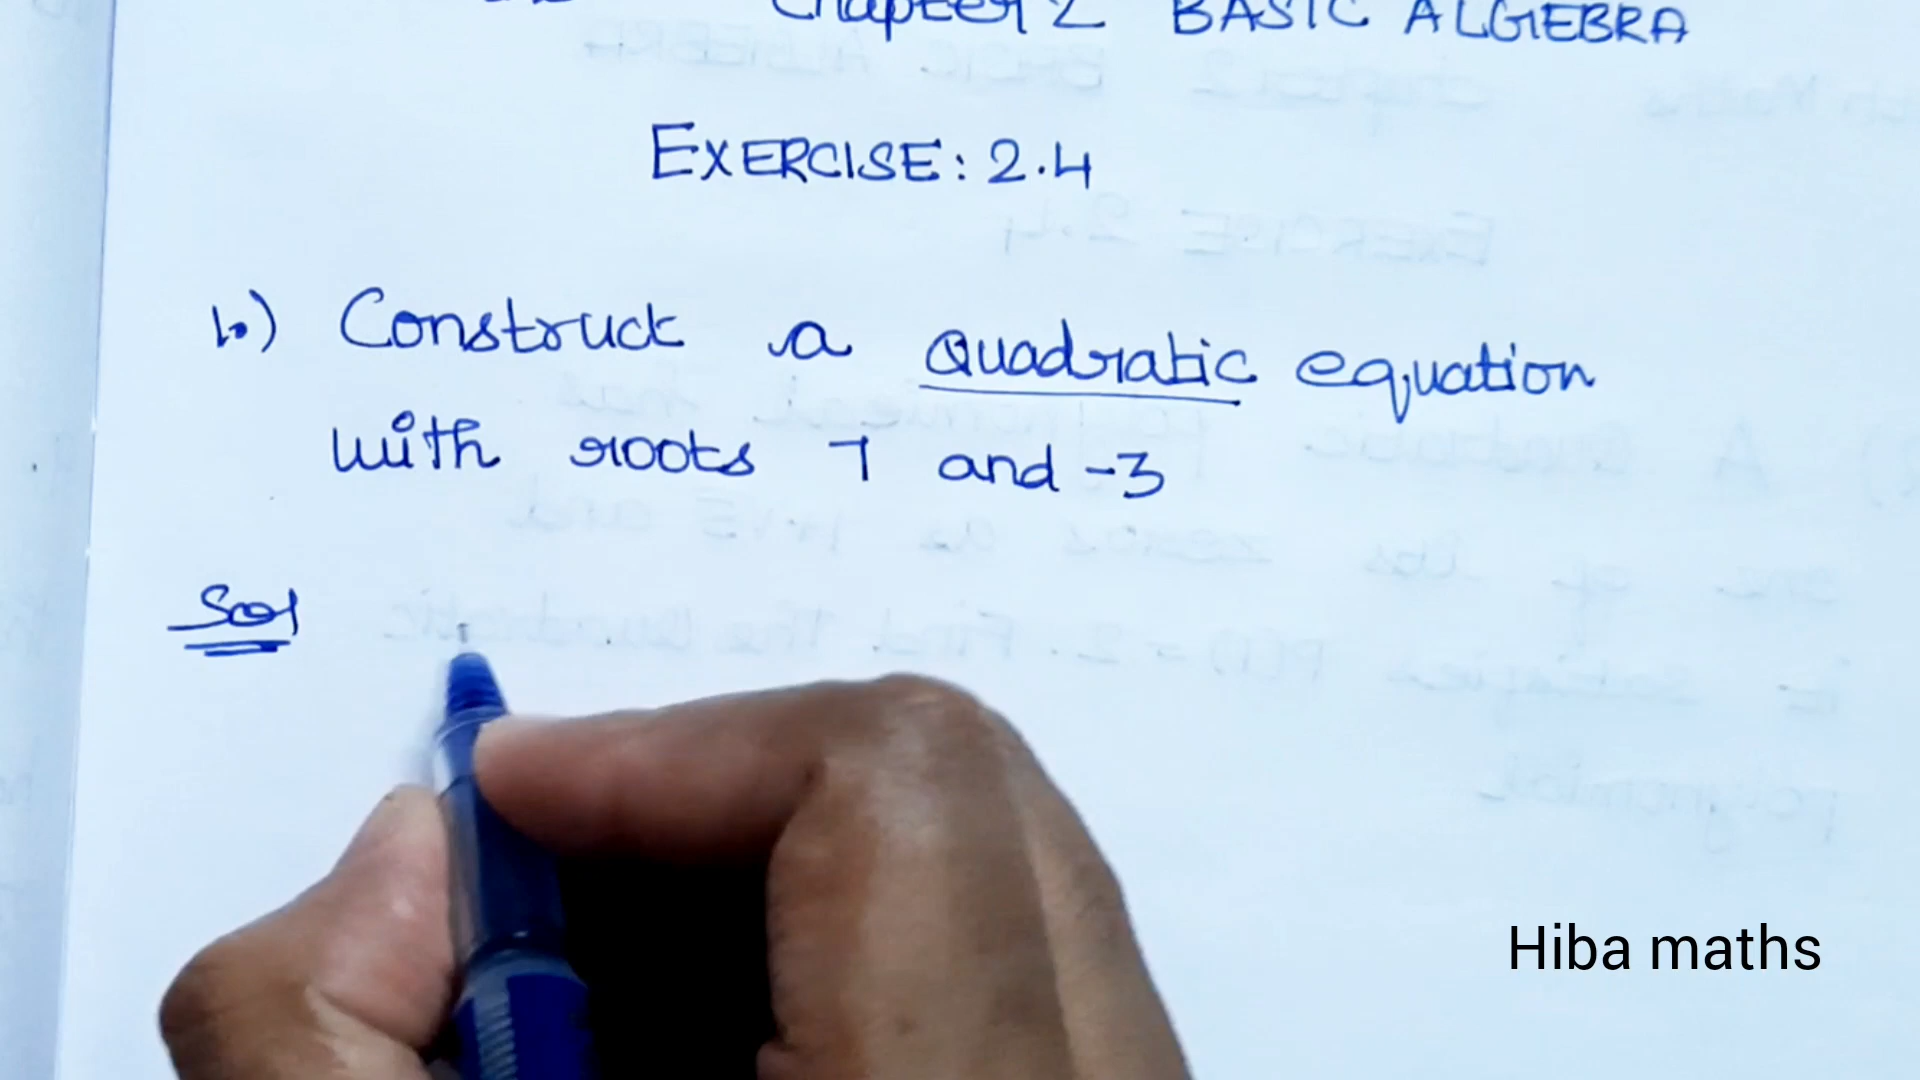 Chapter 2 BASIC ALGEBRA
EXERCISE: 2.4
1.) Construct a Quadratic equation
with roots 7 and -3
Sol
Hiba maths